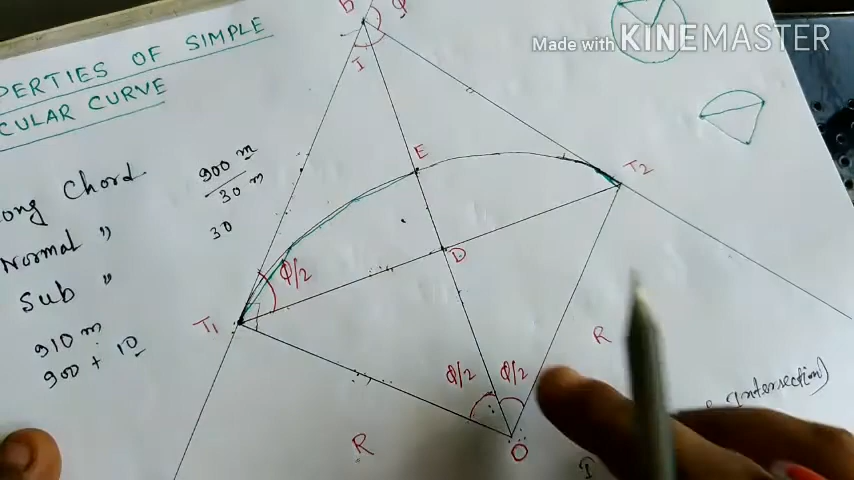 Made with KINEMASTER
PERTIES OF SIMPLE
CULAR CURVE
ong Chord 900 m
30 m
Normal " 30
Sub "
910 m
900 + 10
B φ
I
E
T2
φ/2
D
T1
φ/2 φ/2
R
R
O
Intersection)